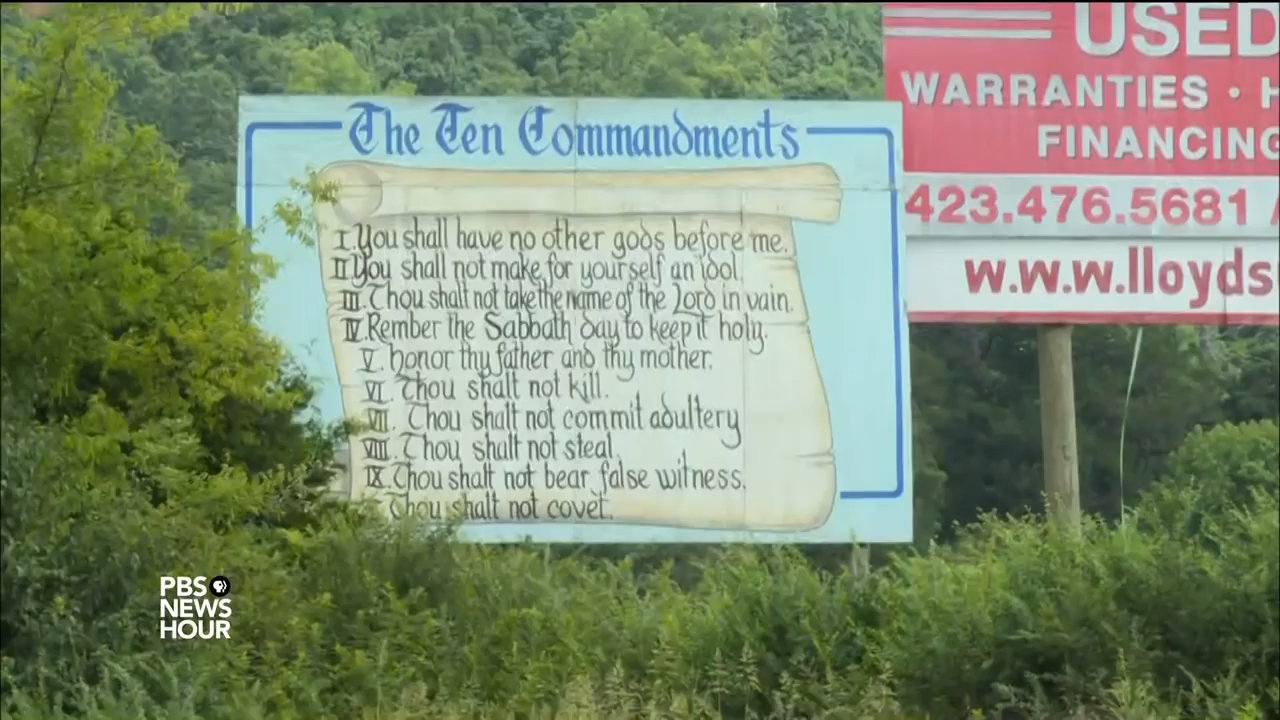 The Ten Commandments
I. You shall have no other gods before me.
II You shall not make for yourself an idol.
III. Thou shalt not take the name of the Lord in vain.
IV. Rember the Sabbath day to keep it holy.
V. honor thy father and thy mother.
VI. Thou shalt not kill.
VII. Thou shalt not commit adultery
VIII. Thou shalt not steal.
IX. Thou shalt not bear false witness.
Thou shalt not covet.
USED
WARRANTIES · H
FINANCING
423.476.5681
www.lloyds
PBS
NEWS
HOUR